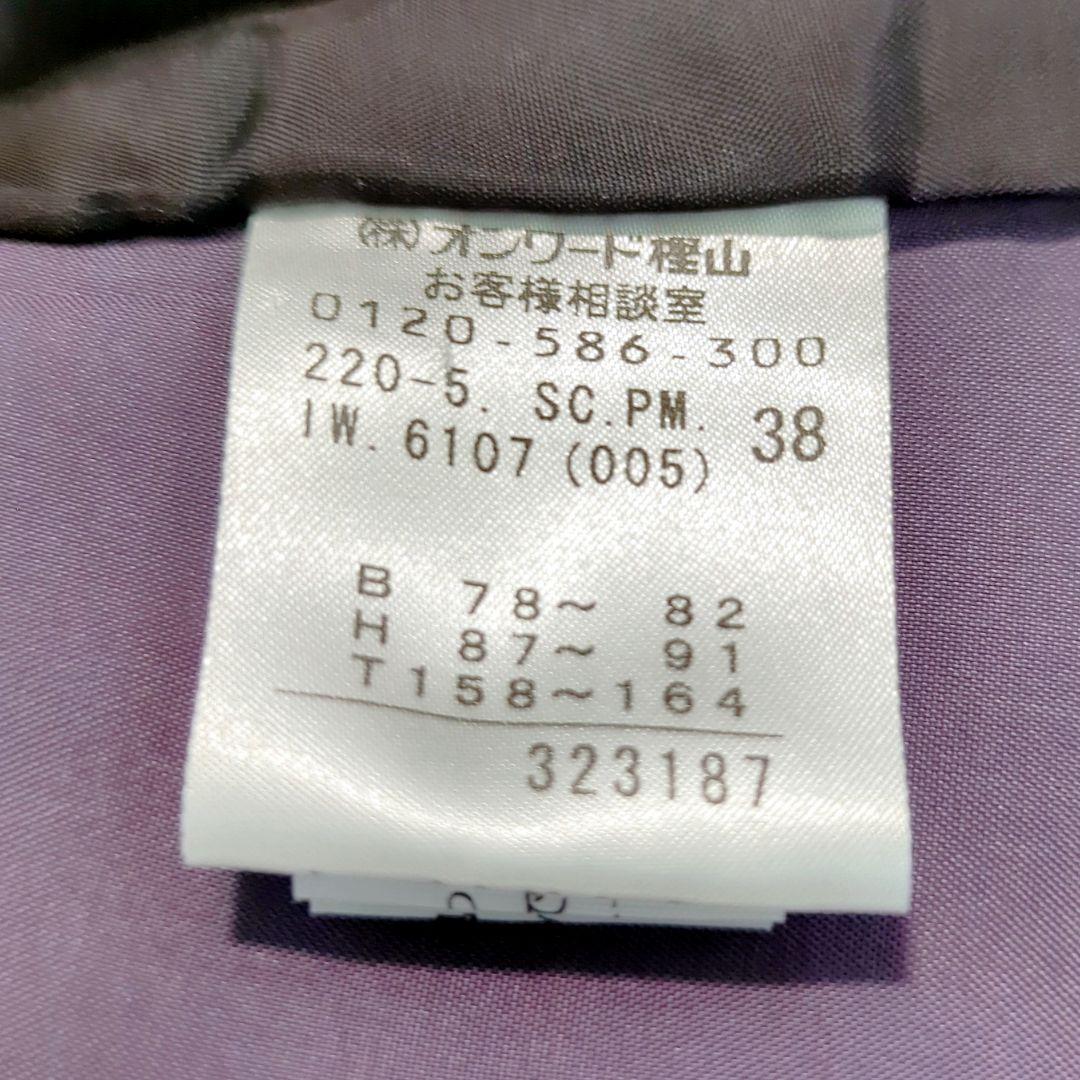 (株)オンワード樫山
お客様相談室
0120-586-300
220-5. SC.PM. 38
IW. 6107 (005)
B 78～ 82
H 87～ 91
T158～164
323187